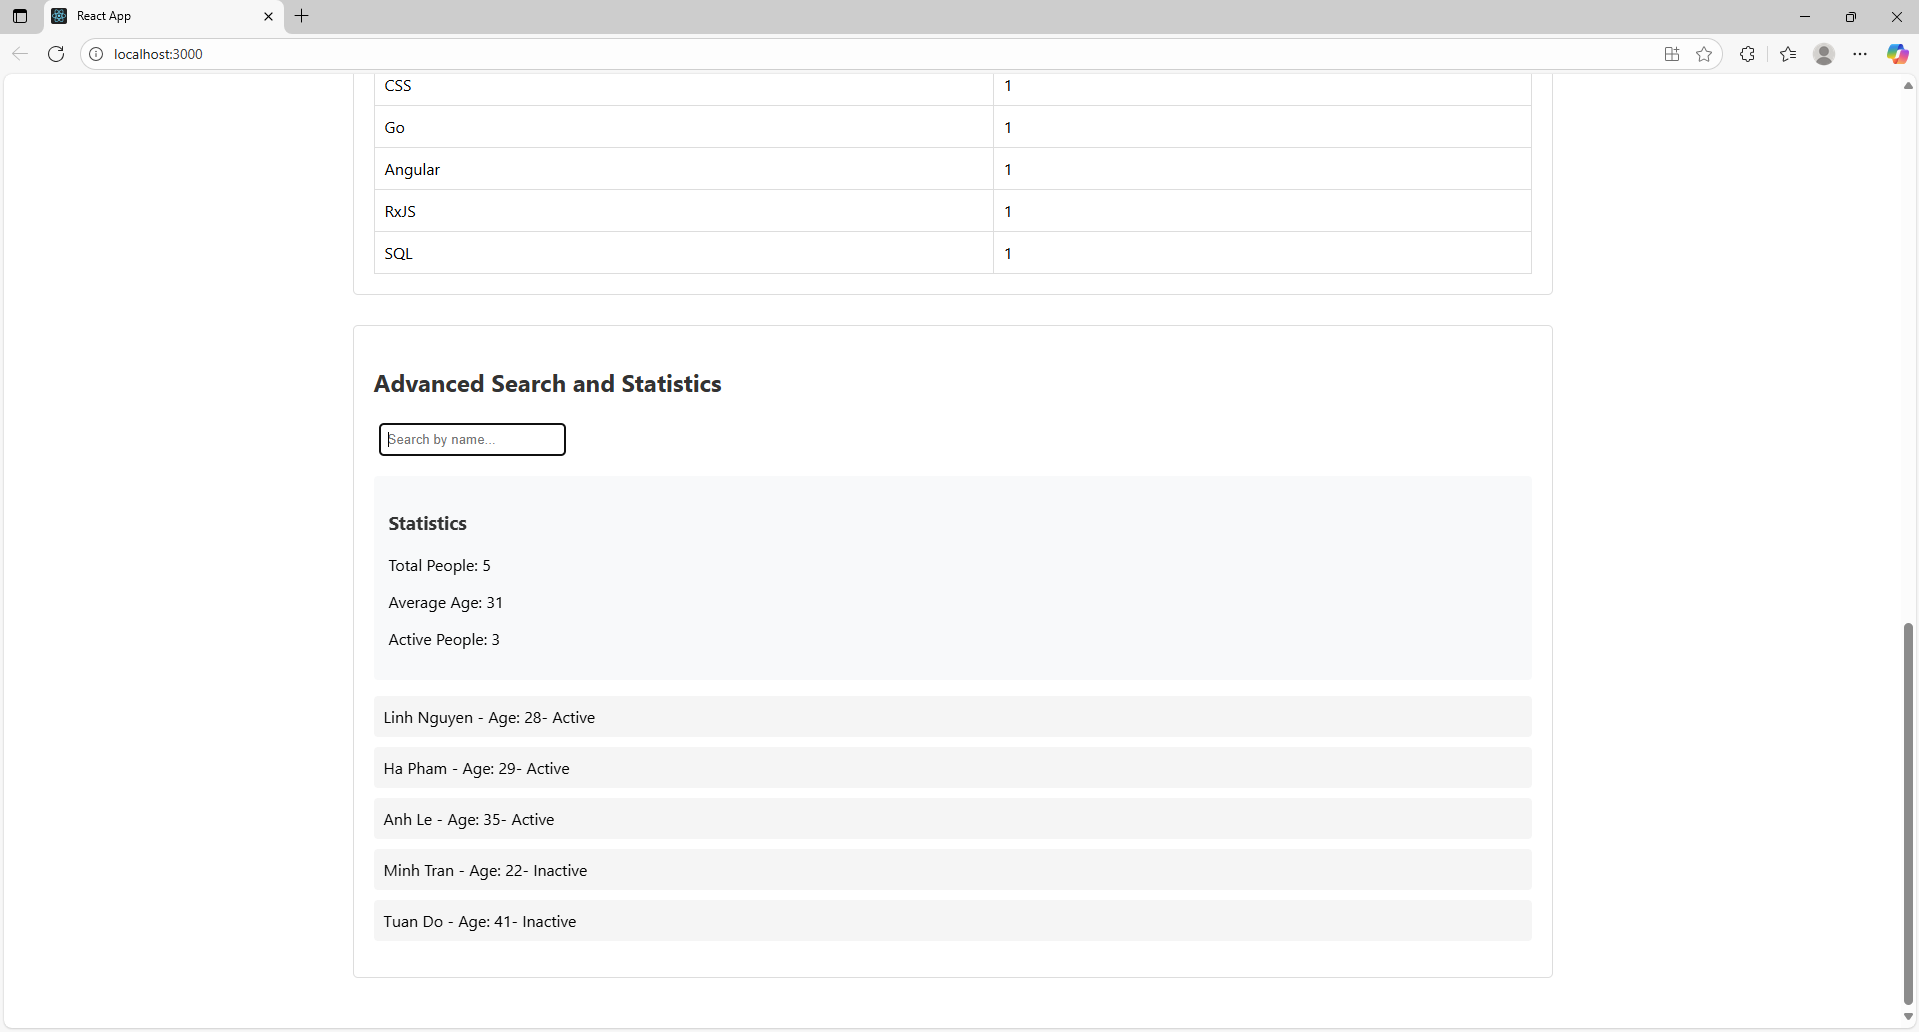 React App
localhost:3000
CSS 1
Go 1
Angular 1
RxJS 1
SQL 1
Advanced Search and Statistics
Search by name...
Statistics
Total People: 5
Average Age: 31
Active People: 3
Linh Nguyen - Age: 28- Active
Ha Pham - Age: 29- Active
Anh Le - Age: 35- Active
Minh Tran - Age: 22- Inactive
Tuan Do - Age: 41- Inactive